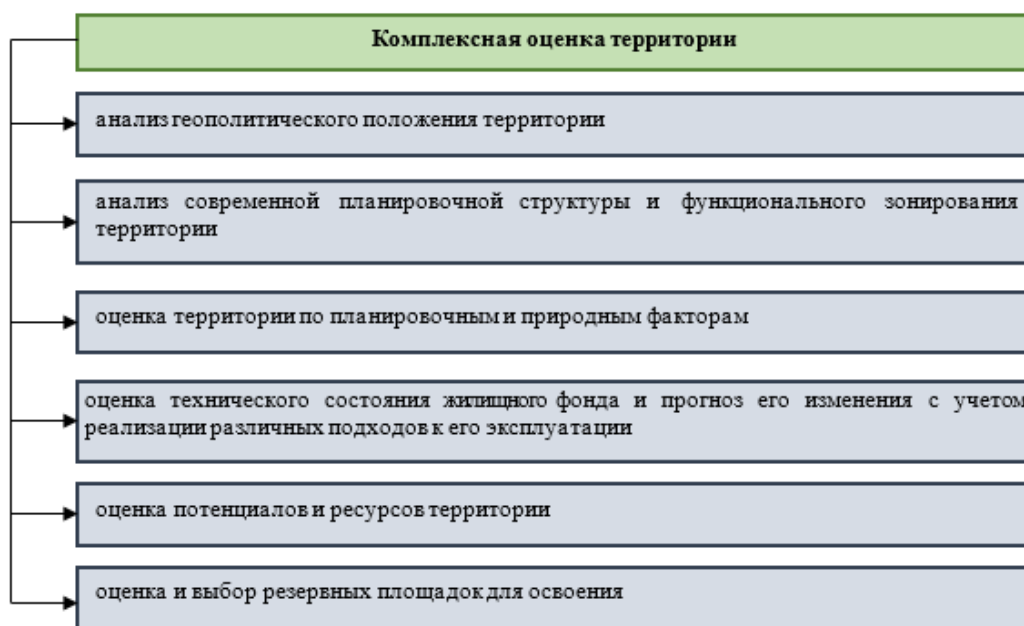 Комплексная оценка территории
анализ геополитического положения территории
анализ современной планировочной структуры и функционального зонирования
территории
оценка территории по планировочным и природным факторам
оценка технического состояния жилищного фонда и прогноз его изменения с учетом
реализации различных подходов к его эксплуатации
оценка потенциалов и ресурсов территории
оценка и выбор резервных площадок для освоения